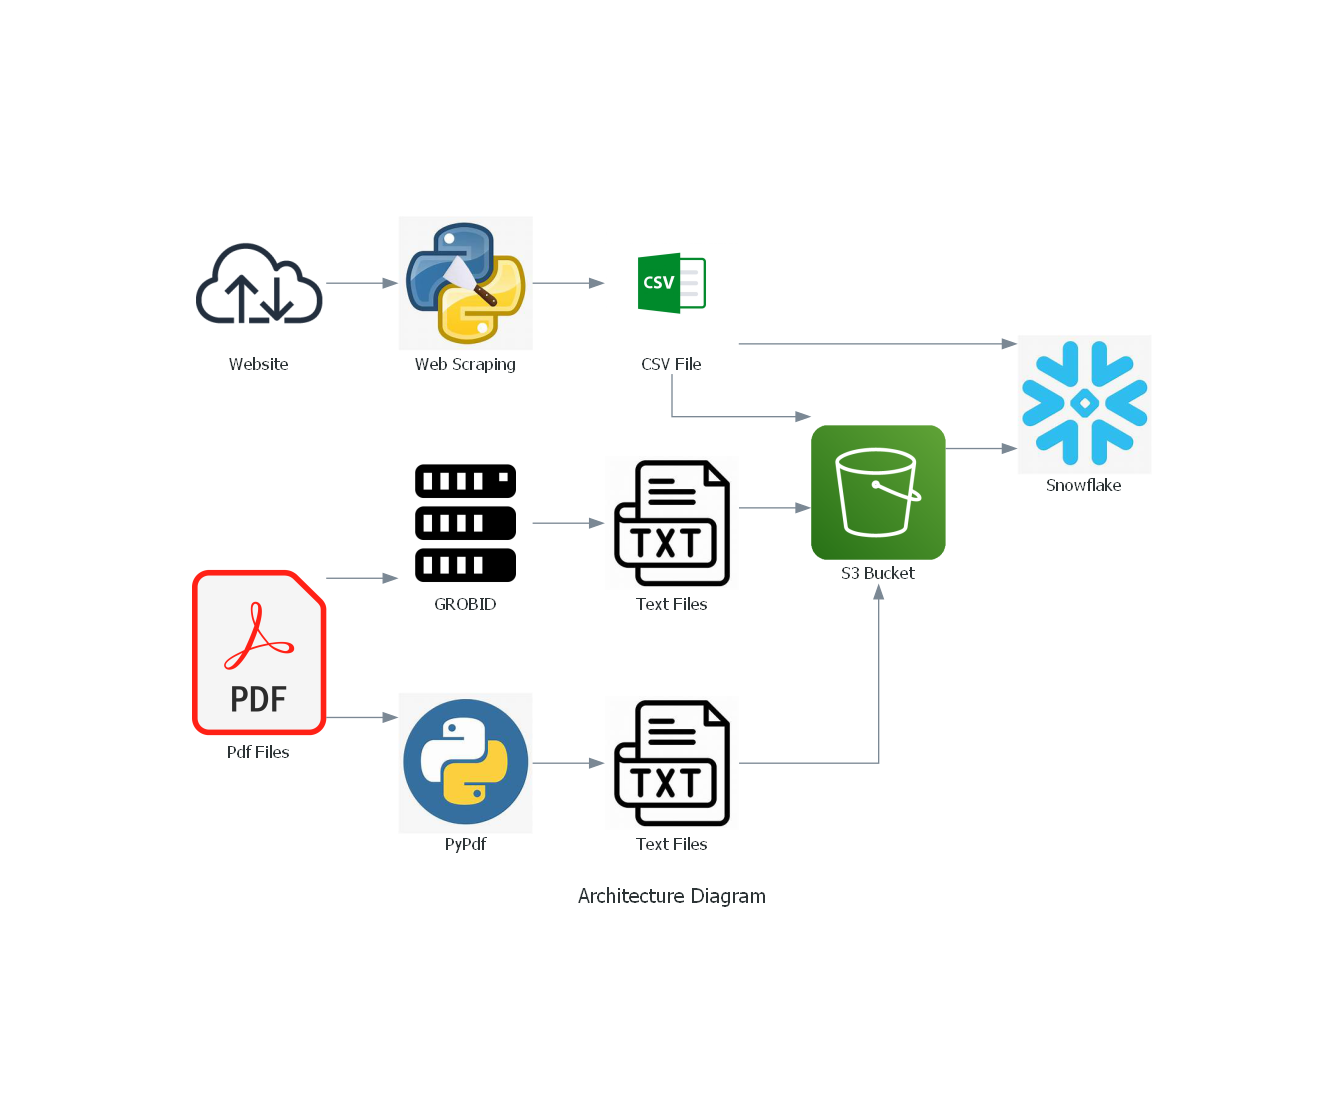 CSV
Website
Web Scraping
CSV File
Snowflake
TXT
GROBID
Text Files
S3 Bucket
PDF
Pdf Files
TXT
PyPdf
Text Files
Architecture Diagram